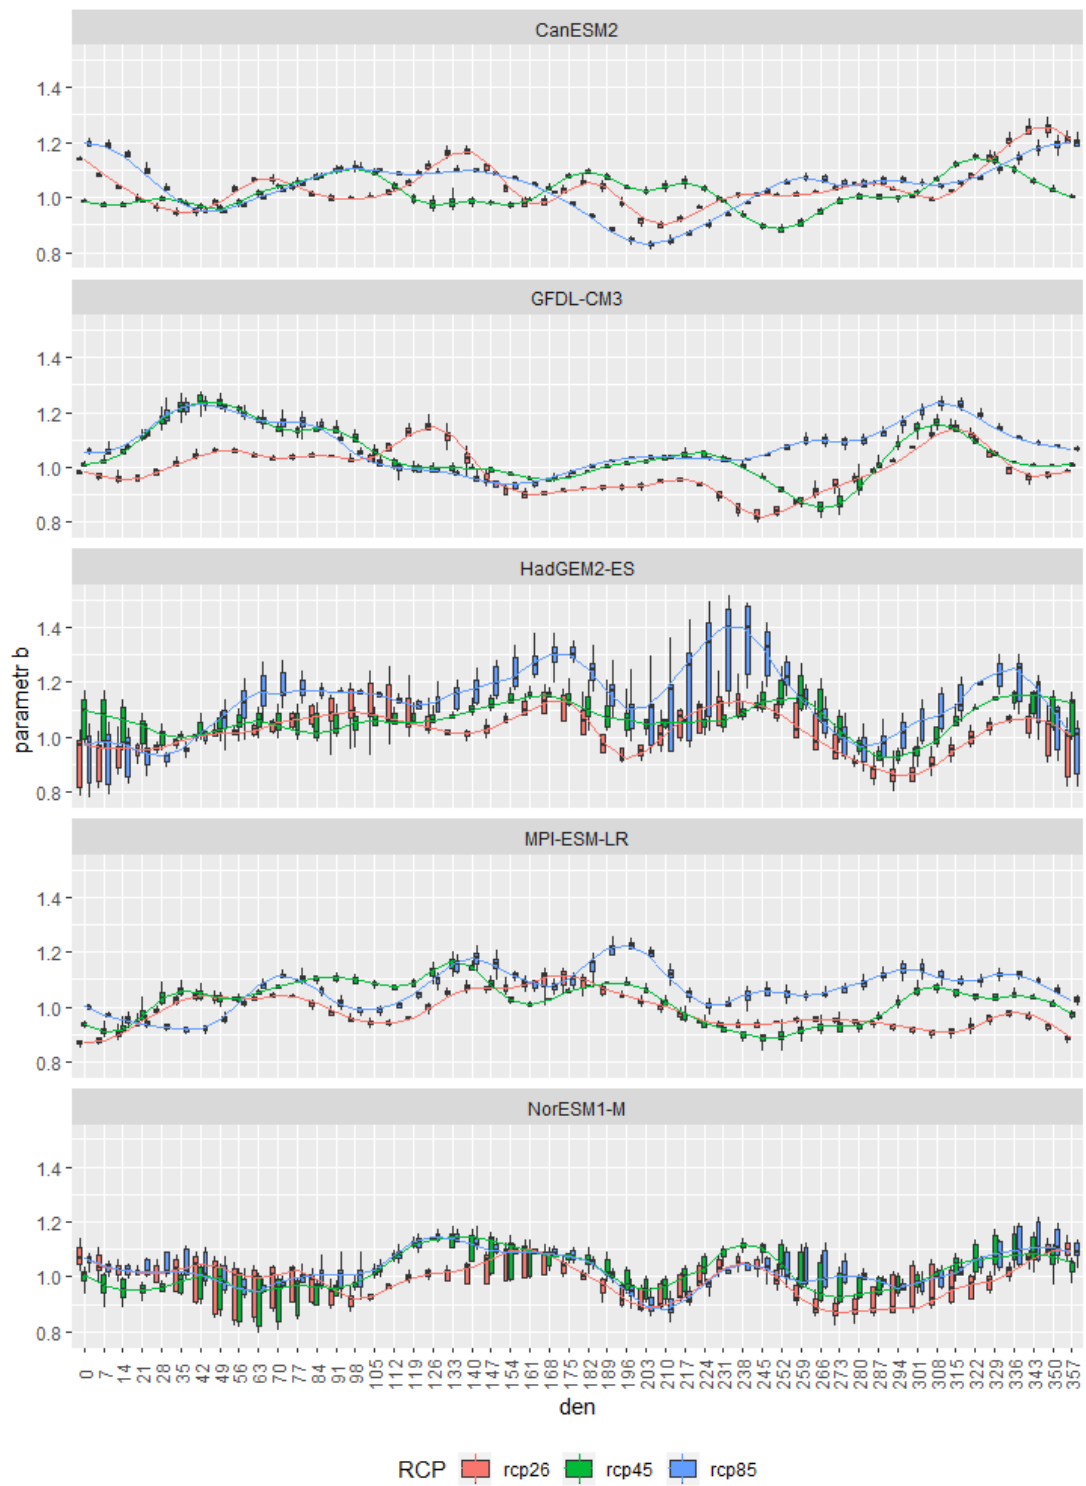 CanESM2
1.4
1.2
1.0
0.8
GFDL-CM3
1.4
1.2
1.0
0.8
HadGEM2-ES
1.4
1.2
1.0
0.8
parametr b
MPI-ESM-LR
1.4
1.2
1.0
0.8
NorESM1-M
1.4
1.2
1.0
0.8
0 7 14 21 28 35 42 49 56 63 70 77 84 91 98 105 112 119 126 133 140 147 154 161 168 175 182 189 196 203 210 217 224 231 238 245 252 259 266 273 280 287 294 301 308 315 322 329 336 343 350 357
den
RCP rcp26 rcp45 rcp85